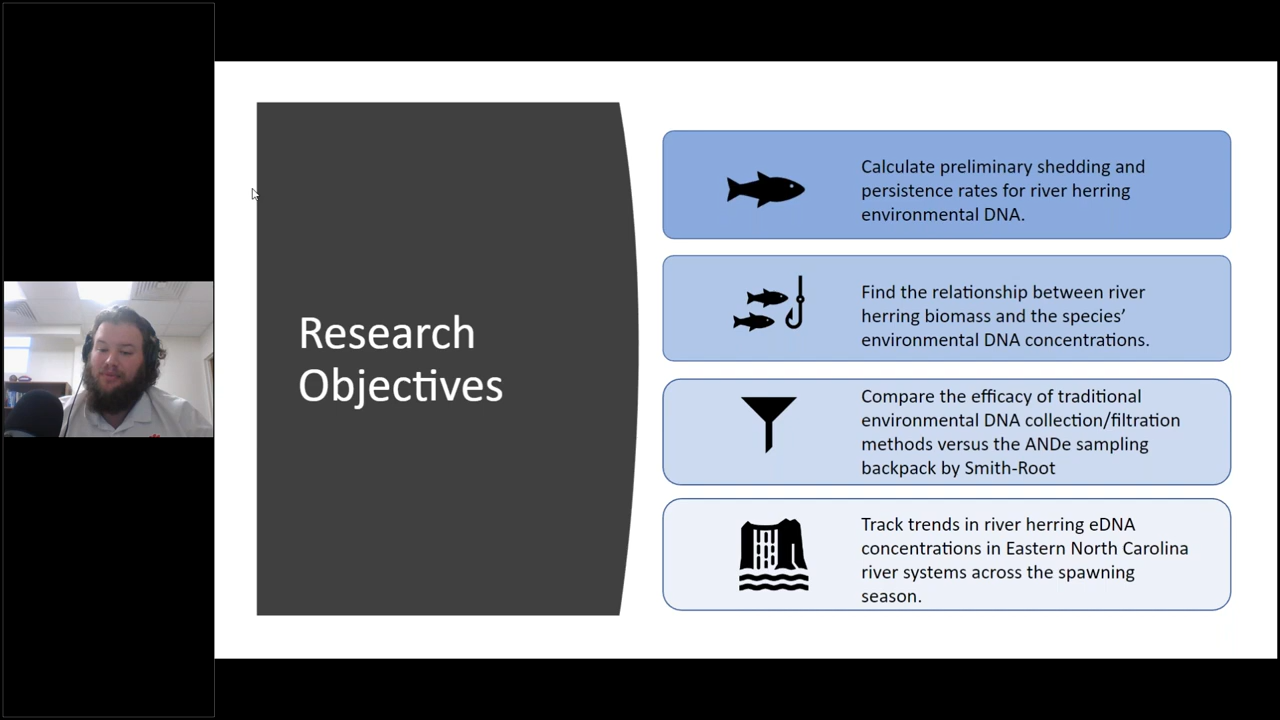 Research
Objectives
Calculate preliminary shedding and
persistence rates for river herring
environmental DNA.
Find the relationship between river
herring biomass and the species’
environmental DNA concentrations.
Compare the efficacy of traditional
environmental DNA collection/filtration
methods versus the ANDe sampling
backpack by Smith-Root
Track trends in river herring eDNA
concentrations in Eastern North Carolina
river systems across the spawning
season.